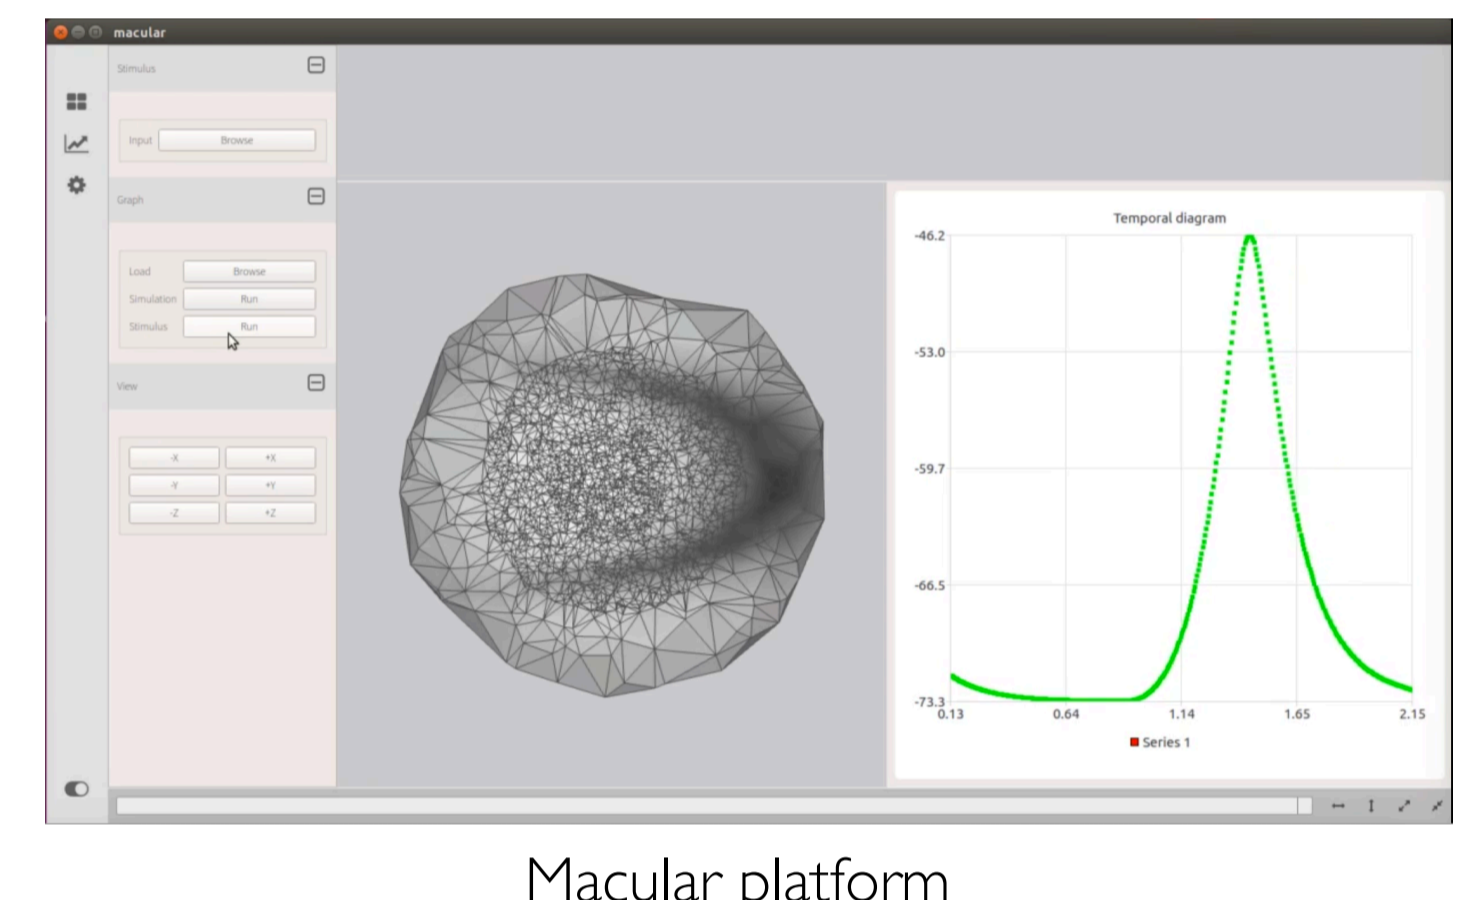 macular
Stimulus
Input Browse
Graph
Load Browse
Simulation Run
Stimulus Run
View
-X +X
-Y +Y
-Z +Z
Temporal diagram
-46.2
-53.0
-59.7
-66.5
-73.3
0.13 0.64 1.14 1.65 2.15
Series 1
Macular platform